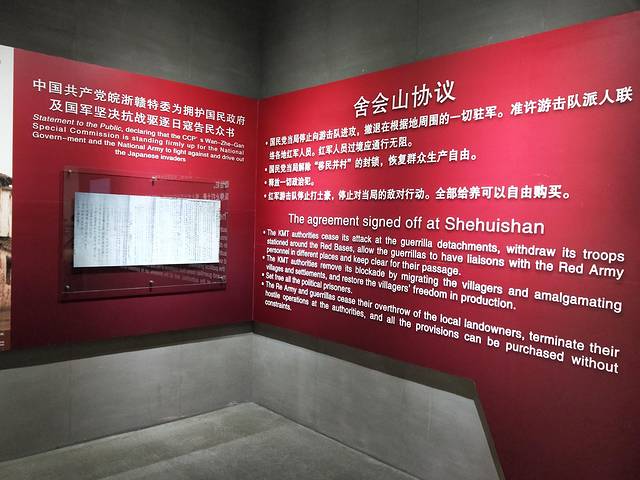 中国共产党皖浙赣特委为拥护国民政府
及国军坚决抗战驱逐日寇告民众书
Statement to the Public, declaring that the CCP's Wan-Zhe-Gan
Special Commission is standing firmly up for the National
Govern-ment and the National Army to fight against and drive out
the Japanese invaders
舍会山协议
• 国民党当局停止向游击队进攻，撤退在根据地周围的一切驻军。准许游击队派人联
络各地红军人员。红军人员过境应通行无阻。
• 国民党当局解散“移民并村”的封锁，恢复群众生产自由。
• 释放一切政治犯。
• 红军游击队停止打土豪，停止对当局的敌对行动。全部给养可以自由购买。
The agreement signed off at Shehuishan
• The KMT authorities cease its attack at the guerrilla detachments, withdraw its troops
stationed around the Red Bases, allow the guerrillas to have liaisons with the Red Army
personnel in different places and keep clear for their passage.
• The KMT authorities remove its blockade by migrating the villagers and amalgamating
villages and settlements, and restore the villagers' freedom in production.
• Set free all the political prisoners.
• The Re Army and guerrillas cease their overthrow of the local landowners, terminate their
hostile operations at the authorities, and all the provisions can be purchased without
constraints.